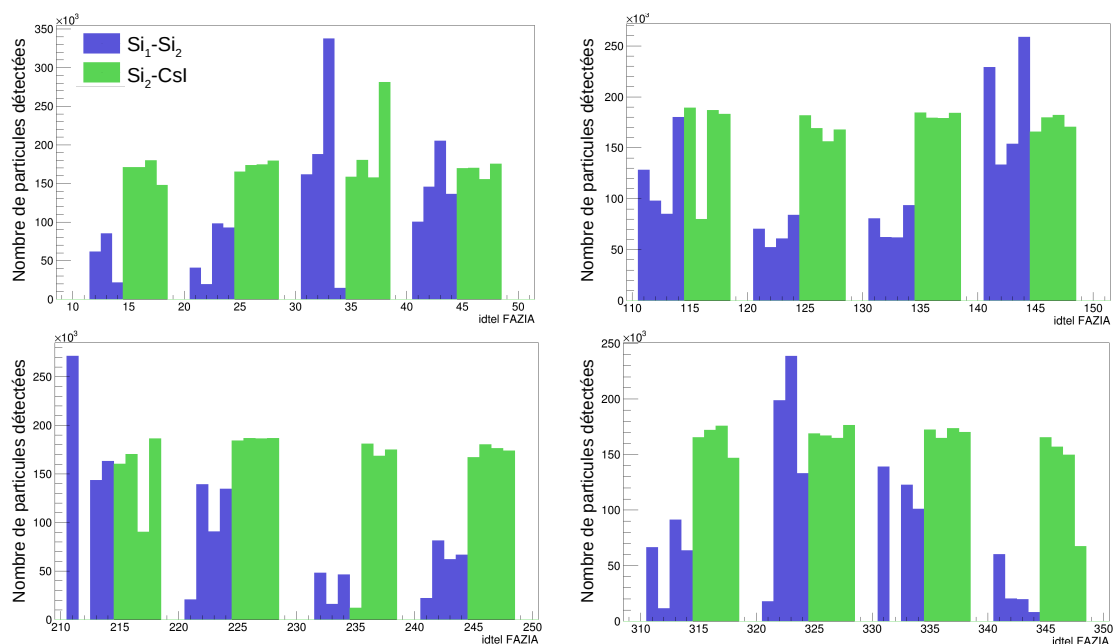 ×10³
350
300
250
200
150
100
50
0
Nombre de particules détectées
Si₁-Si₂
Si₂-CsI
10 15 20 25 30 35 40 45 50
idtel FAZIA
×10³
250
200
150
100
50
0
Nombre de particules détectées
110 115 120 125 130 135 140 145 150
idtel FAZIA
×10³
250
200
150
100
50
0
Nombre de particules détectées
210 215 220 225 230 235 240 245 250
idtel FAZIA
×10³
250
200
150
100
50
0
Nombre de particules détectées
310 315 320 325 330 335 340 345 350
idtel FAZIA